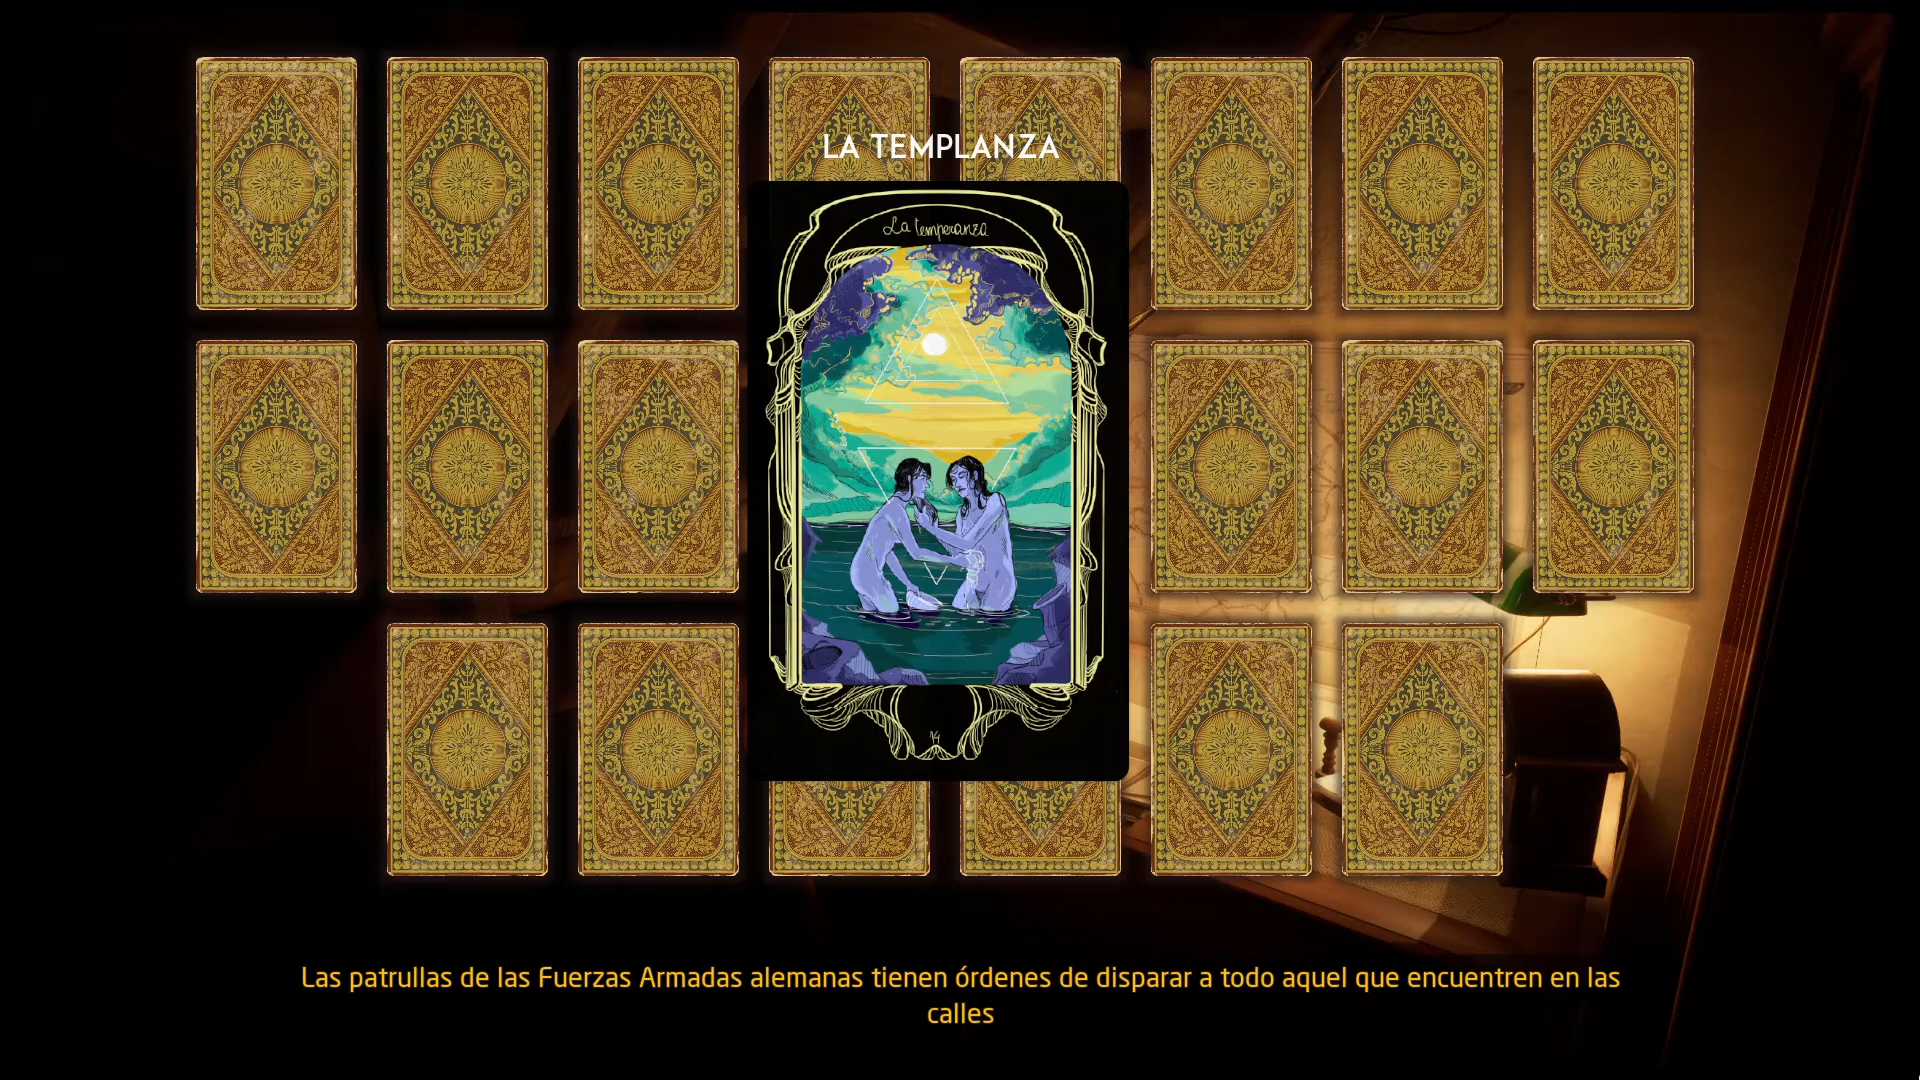 LA TEMPLANZA
La temperanza
14
Las patrullas de las Fuerzas Armadas alemanas tienen órdenes de disparar a todo aquel que encuentren en las
calles